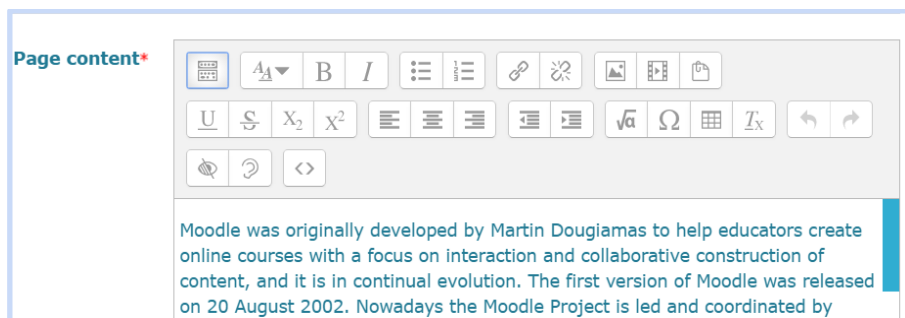 Page content*
Moodle was originally developed by Martin Dougiamas to help educators create
online courses with a focus on interaction and collaborative construction of
content, and it is in continual evolution. The first version of Moodle was released
on 20 August 2002. Nowadays the Moodle Project is led and coordinated by